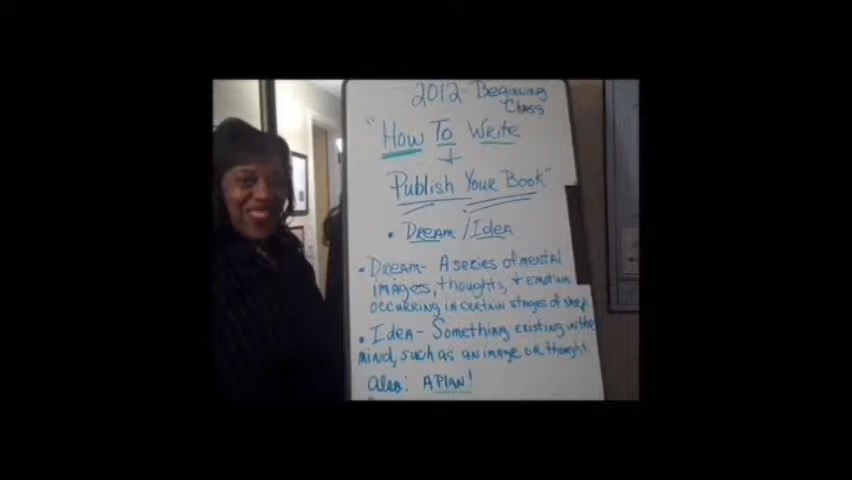 2012- Beginning
Class
"How To Write
+
Publish Your Book"
• Dream / Idea
• Dream- A series of mental
images, thoughts, + emotions
occurring in certain stages of sleep
• Idea- Something existing in the
mind, such as an image or thought
Also: A PLAN!